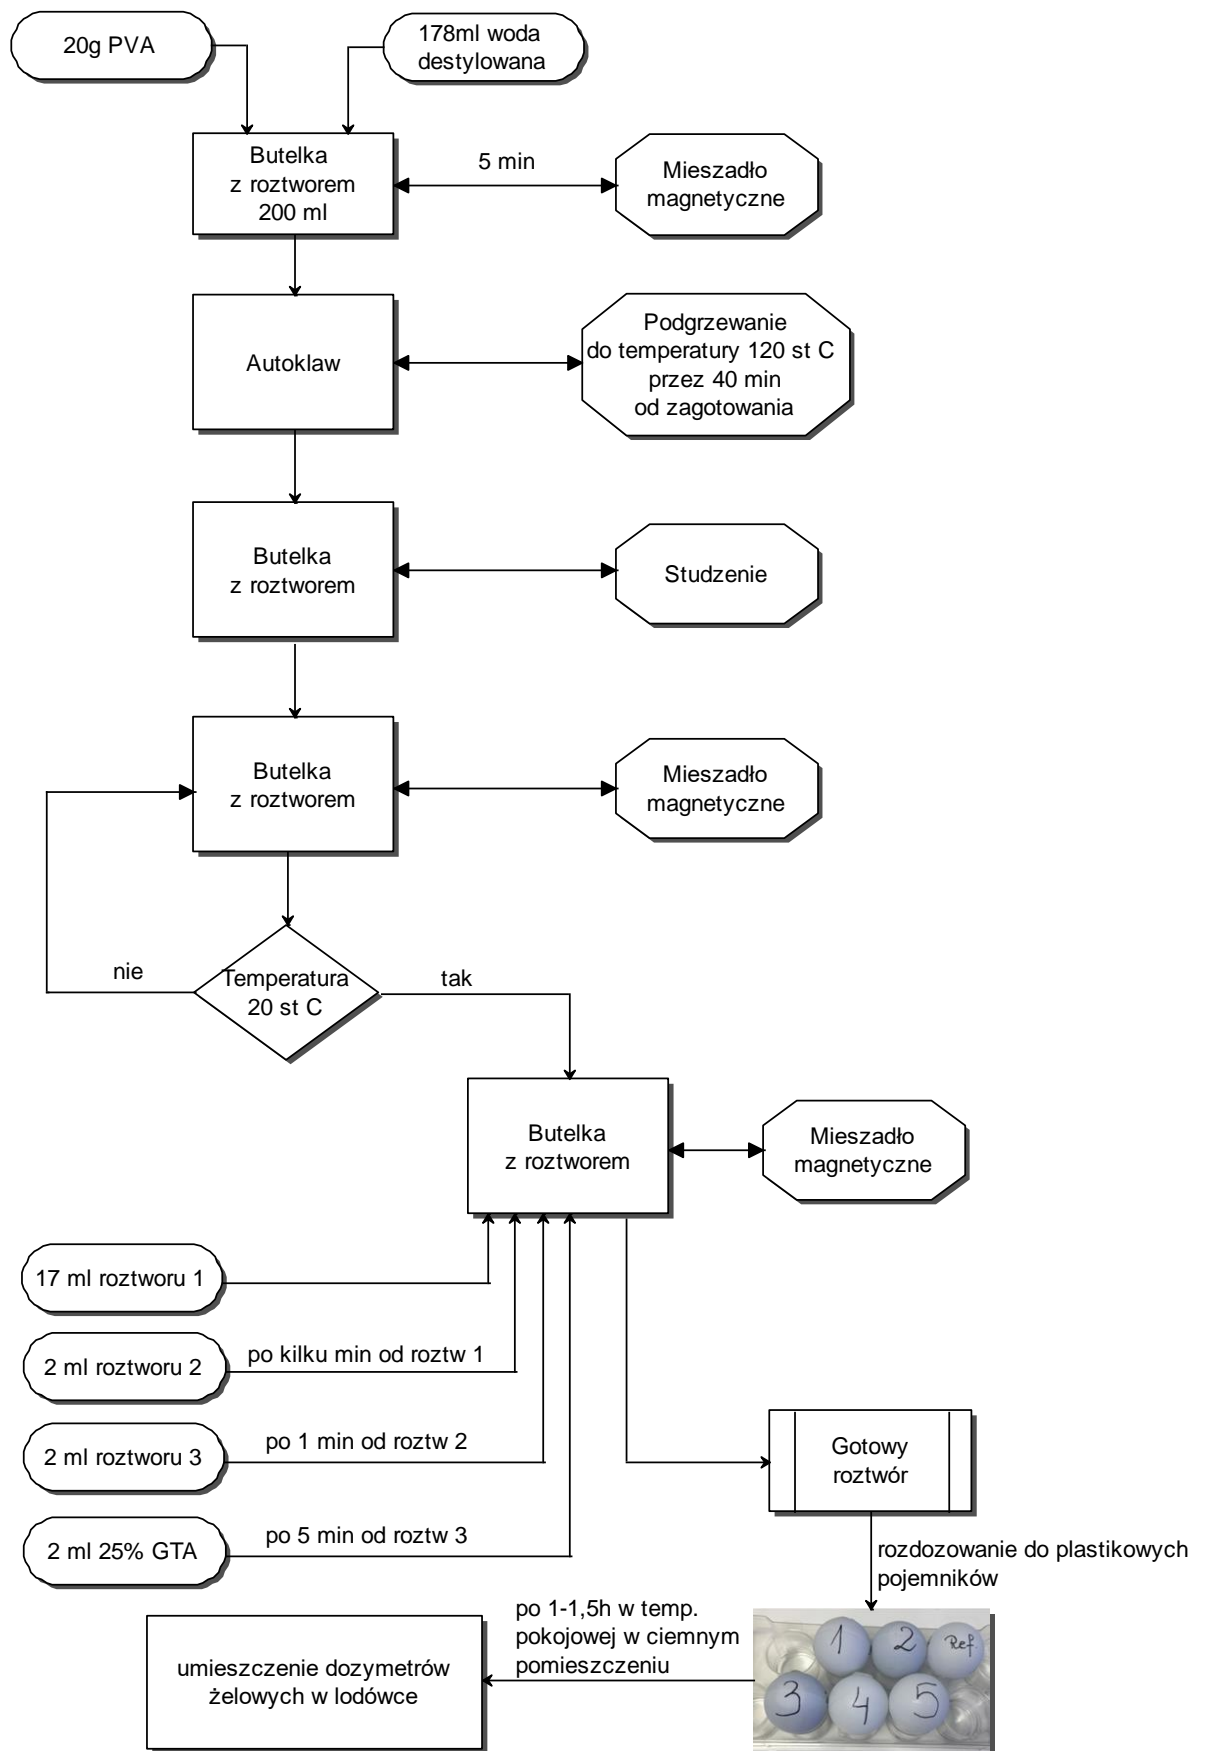 20g PVA
178ml woda
destylowana
Butelka
z roztworem
200 ml
5 min
Mieszadło
magnetyczne
Autoklaw
Podgrzewanie
do temperatury 120 st C
przez 40 min
od zagotowania
Butelka
z roztworem
Studzenie
Butelka
z roztworem
Mieszadło
magnetyczne
nie
Temperatura
20 st C
tak
Butelka
z roztworem
Mieszadło
magnetyczne
17 ml roztworu 1
2 ml roztworu 2
po kilku min od roztw 1
2 ml roztworu 3
po 1 min od roztw 2
2 ml 25% GTA
po 5 min od roztw 3
Gotowy
roztwór
rozdozowanie do plastikowych
pojemników
1 2 Ref.
3 4 5
po 1-1,5h w temp.
pokojowej w ciemnym
pomieszczeniu
umieszczenie dozymetrów
żelowych w lodówce